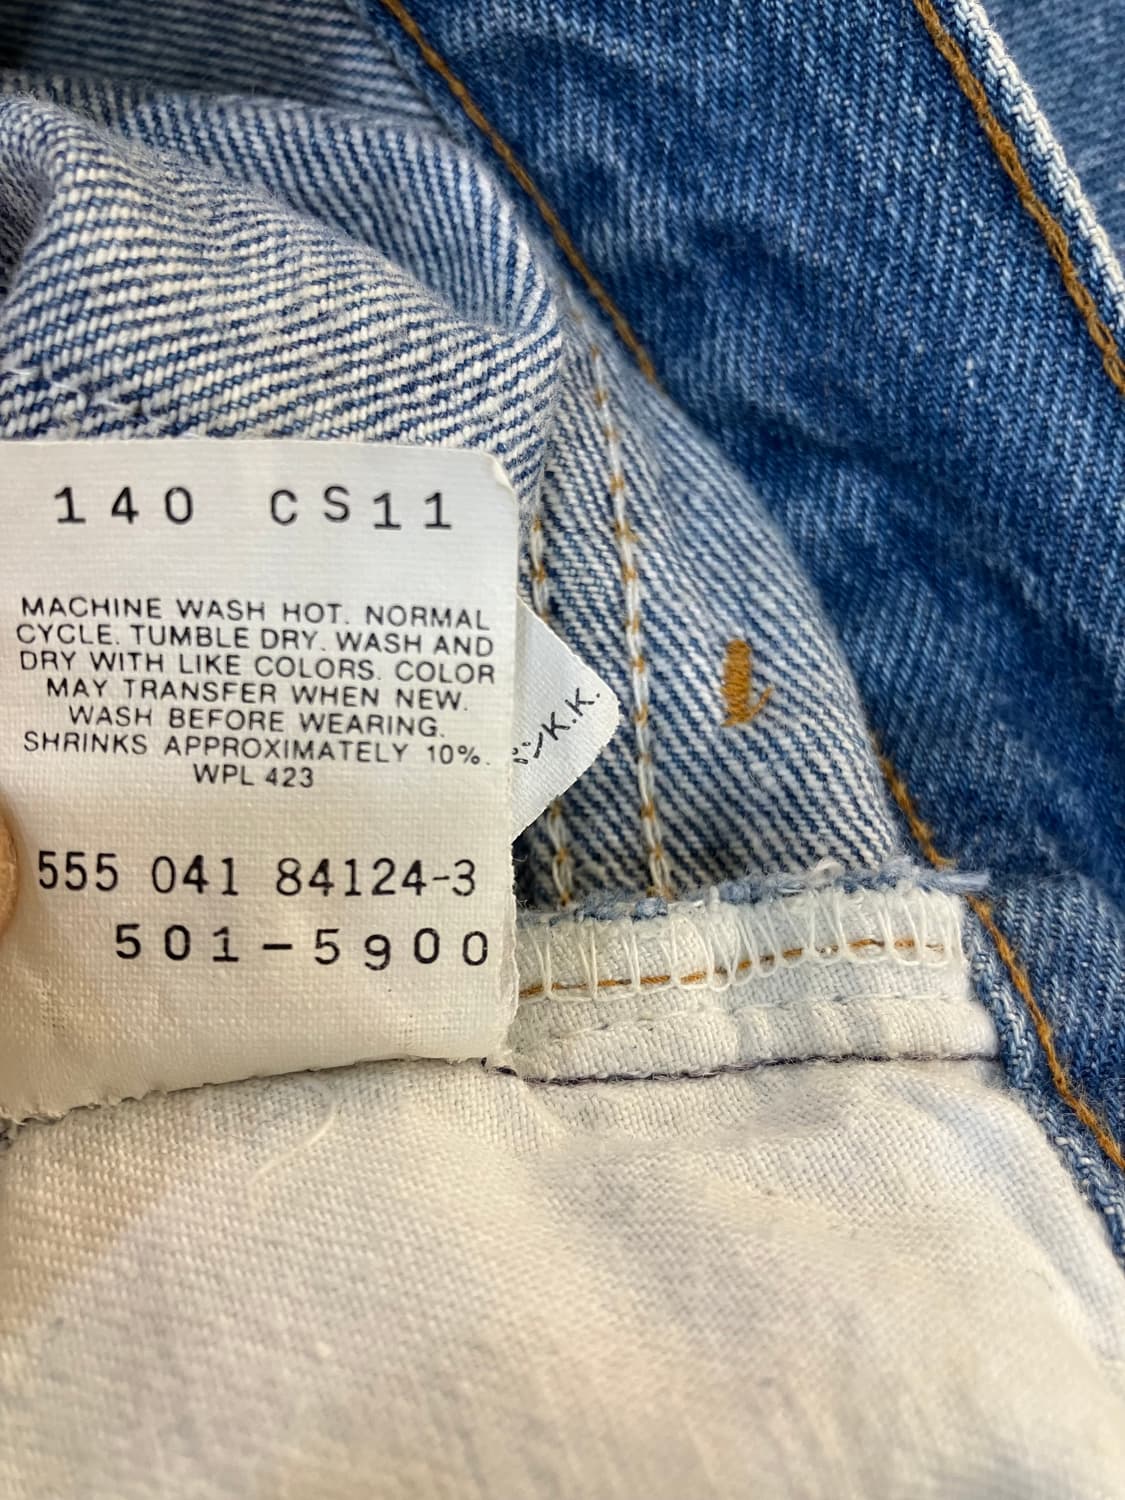 140 CS11
MACHINE WASH HOT. NORMAL
CYCLE. TUMBLE DRY. WASH AND
DRY WITH LIKE COLORS. COLOR
MAY TRANSFER WHEN NEW.
WASH BEFORE WEARING.
SHRINKS APPROXIMATELY 10%.
WPL 423
555 041 84124-3
501-5900
ン K.K.